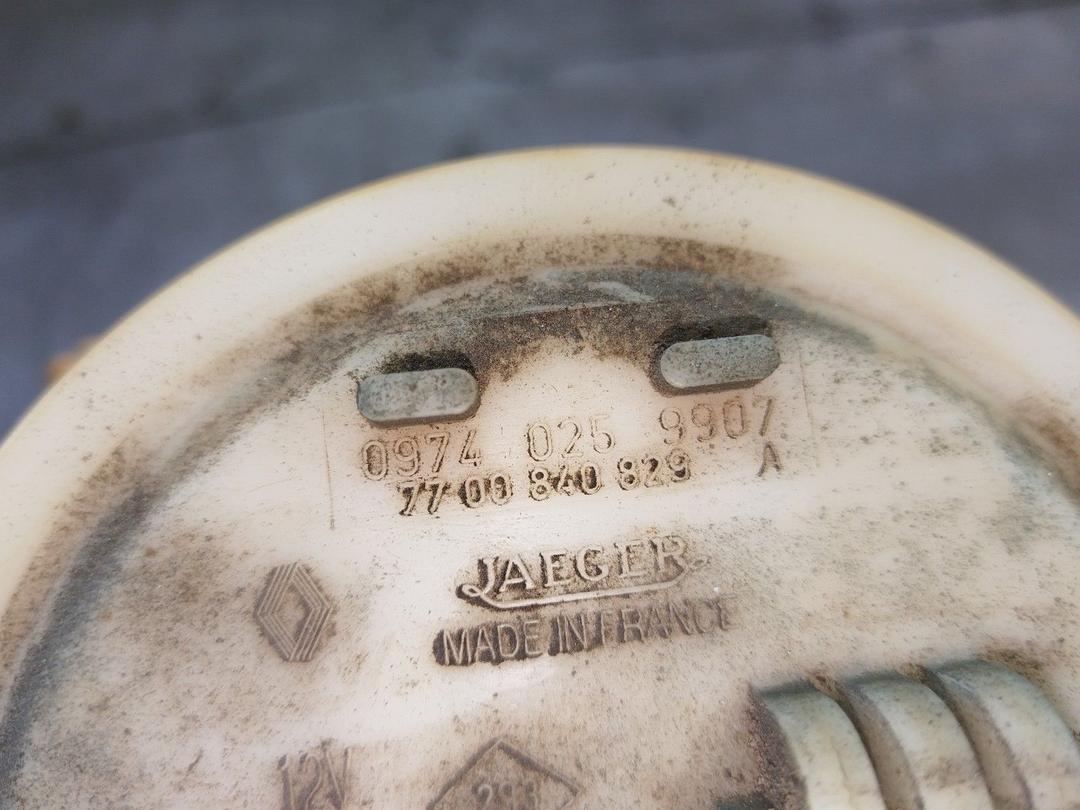 0974 025 9907
77 00 840 829 A
JAEGER
MADE IN FRANCE
12V